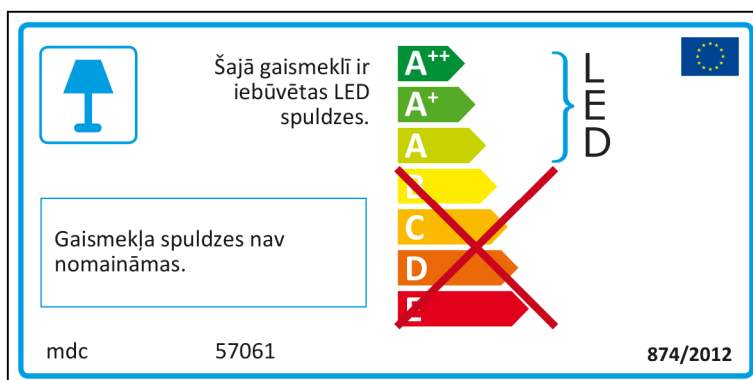 Šajā gaismeklī ir
iebūvētas LED
spuldzes.
A++
A+
A
B
C
D
E
L
E
D
Gaismekļa spuldzes nav
nomaināmas.
mdc 57061
874/2012